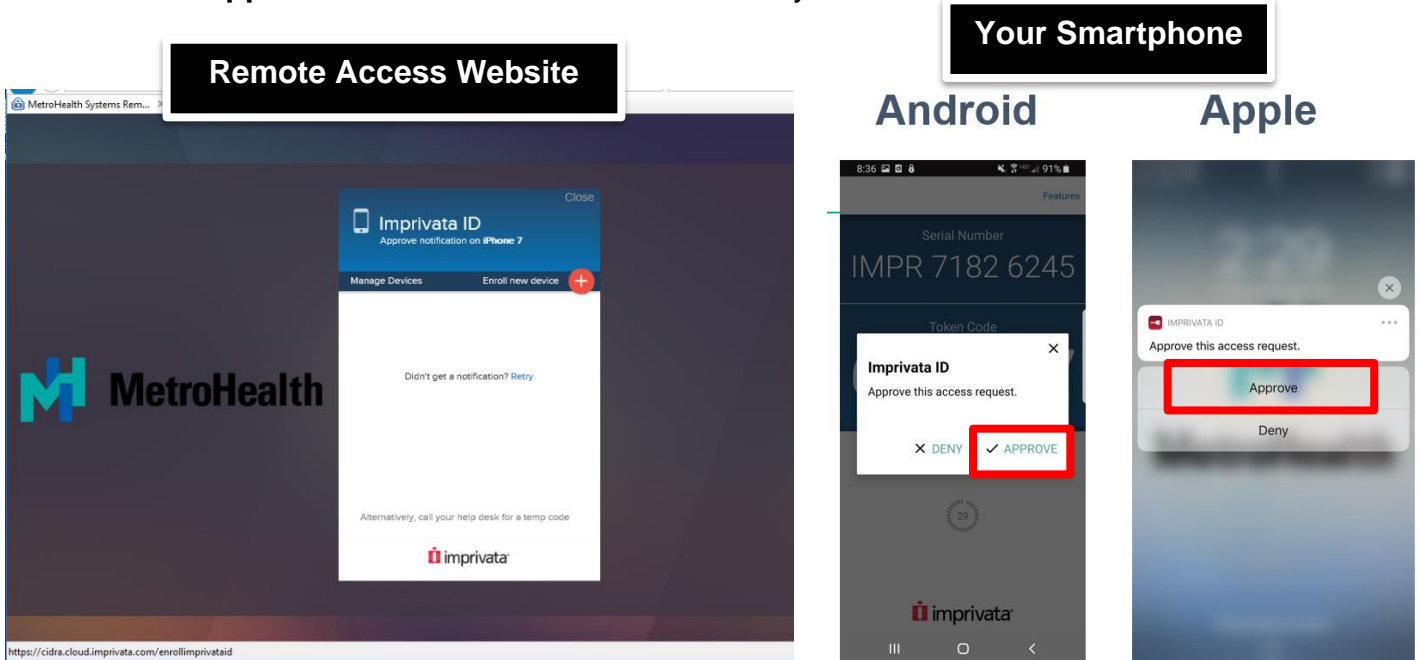 Your Smartphone
Remote Access Website
Android
Apple
MetroHealth Systems Rem...
Close
Imprivata ID
Approve notification on iPhone 7
Manage Devices
Enroll new device
MetroHealth
Didn't get a notification? Retry
Alternatively, call your help desk for a temp code
imprivata
https://cidra.cloud.imprivata.com/enrollimprivataid
8:36
91%
Features
Serial Number
IMPR 7182 6245
Token Code
Imprivata ID
Approve this access request.
DENY
APPROVE
29
imprivata
2:29
IMPRIVATA ID
Approve this access request.
Approve
Deny
MetroHealth